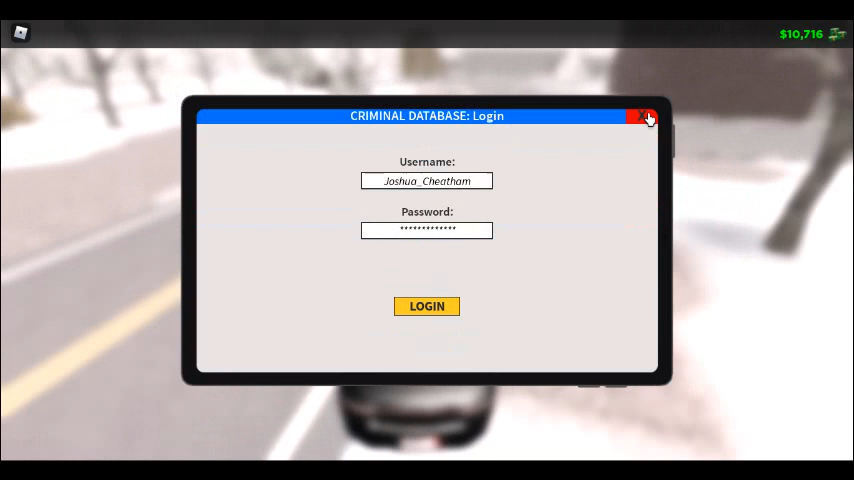 $10,716
CRIMINAL DATABASE: Login
X
Username:
Joshua_Cheatham
Password:
*************
LOGIN